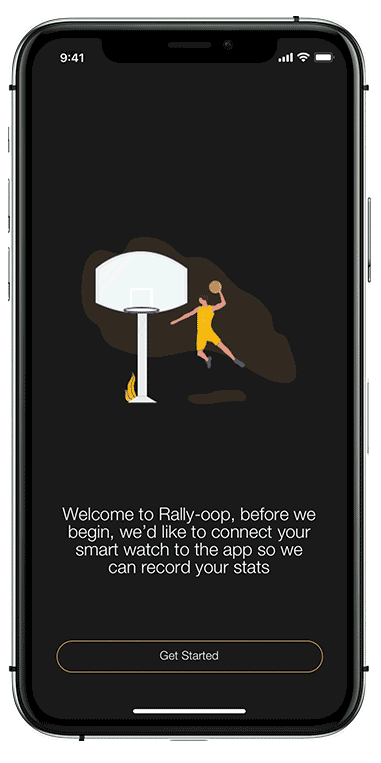 9:41
Welcome to Rally-oop, before we
begin, we'd like to connect your
smart watch to the app so we
can record your stats
Get Started